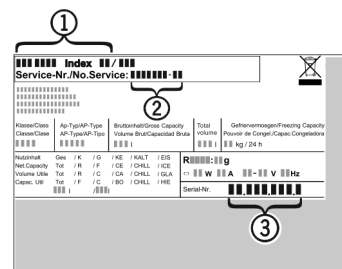 1
Index /
Service-Nr./No.Service: -
2
Klasse/Class Ap-Typ/AP-Type Bruttoinhalt/Gross Capacity Total Gefriervermoegen/Freezing Capacity
Classe/Clase AP-Type/AP-Tipo Volume Brut/Capacidad Bruta volume Pouvoir de Congel./Capac.Congeladora
l l kg / 24 h
Nutzinhalt Ges / K / G / KE / KALT / EIS
Net.Capacity Tot / R / F / CE / CHILL / ICE
Volume Utile Tot / R / C / CA / CHILL / GLA
Capac. Util Tot / F / C / BO / CHILL / HIE
l / l
R : g
W A - V Hz
Serial-Nr. . . .
3